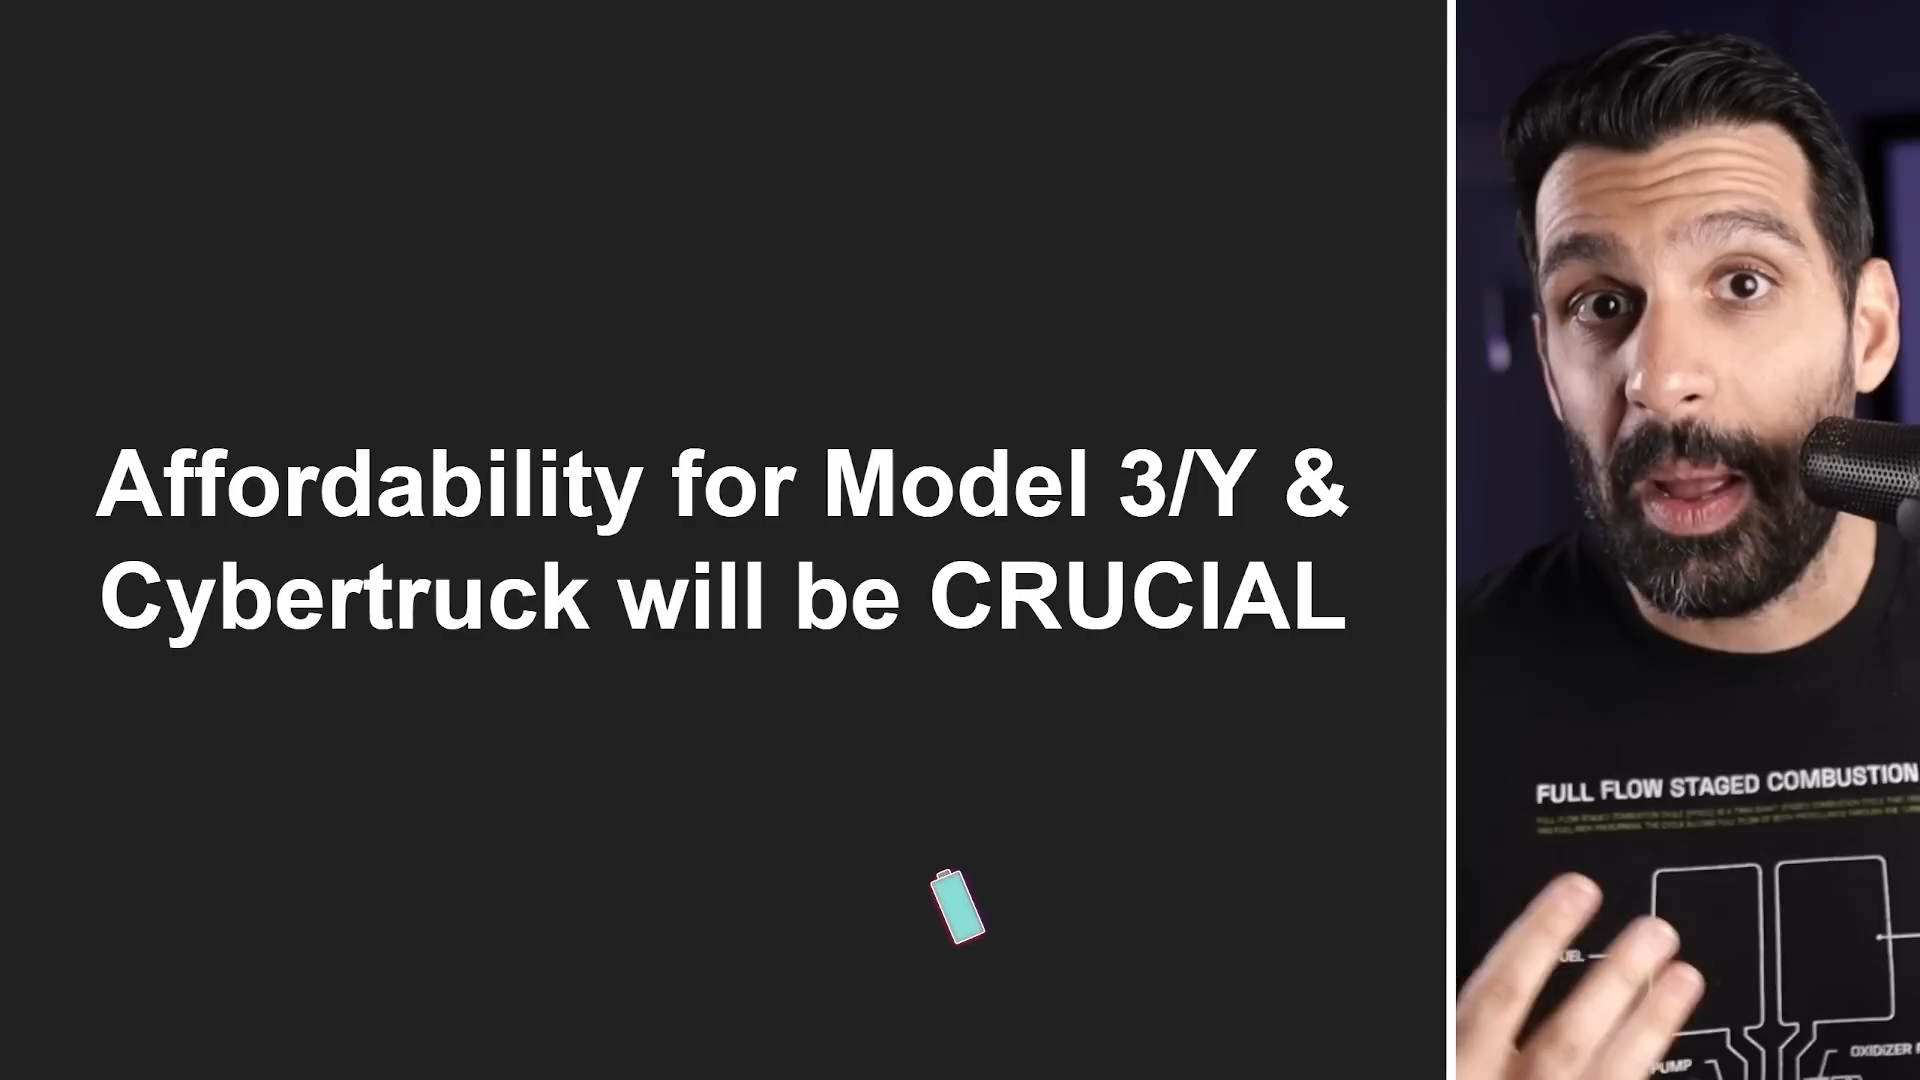 Affordability for Model 3/Y &
Cybertruck will be CRUCIAL
FULL FLOW STAGED COMBUSTION
PUMP
OXIDIZER